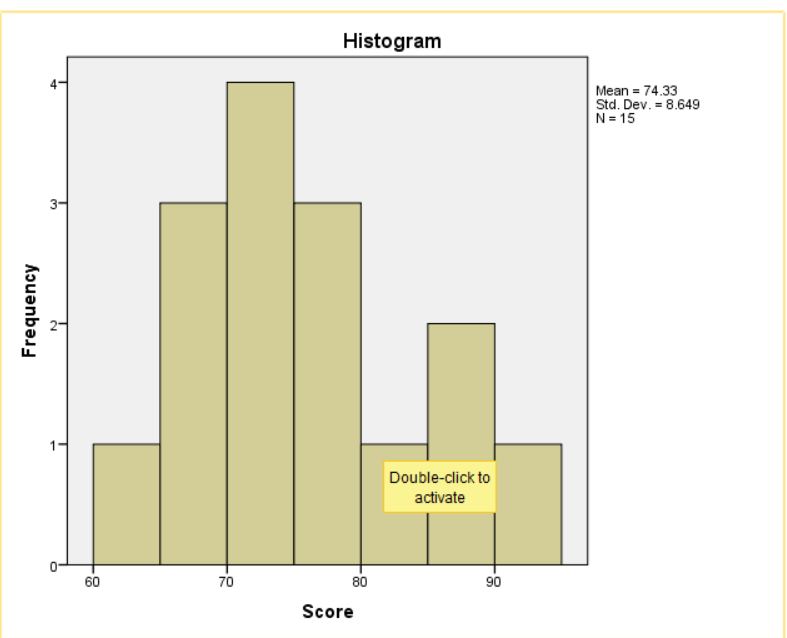 Histogram
Mean = 74.33
Std. Dev. = 8.649
N = 15
4
3
2
1
0
Frequency
Double-click to
activate
60 70 80 90
Score